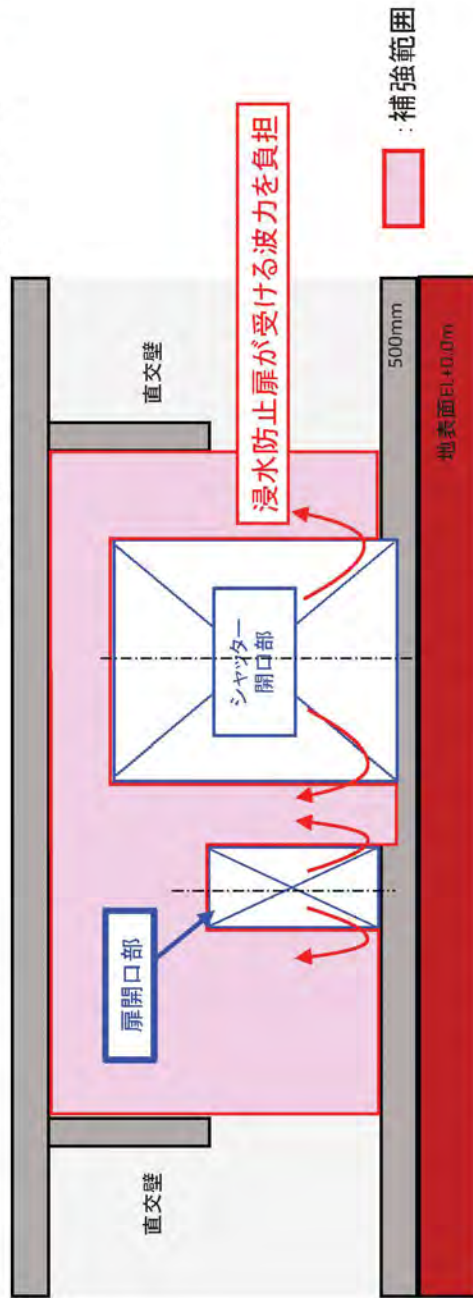 直交壁
扉開口部
シャッター
開口部
浸水防止扉が受ける波力を負担
直交壁
500mm
地表面EL+0.0m
：補強範囲